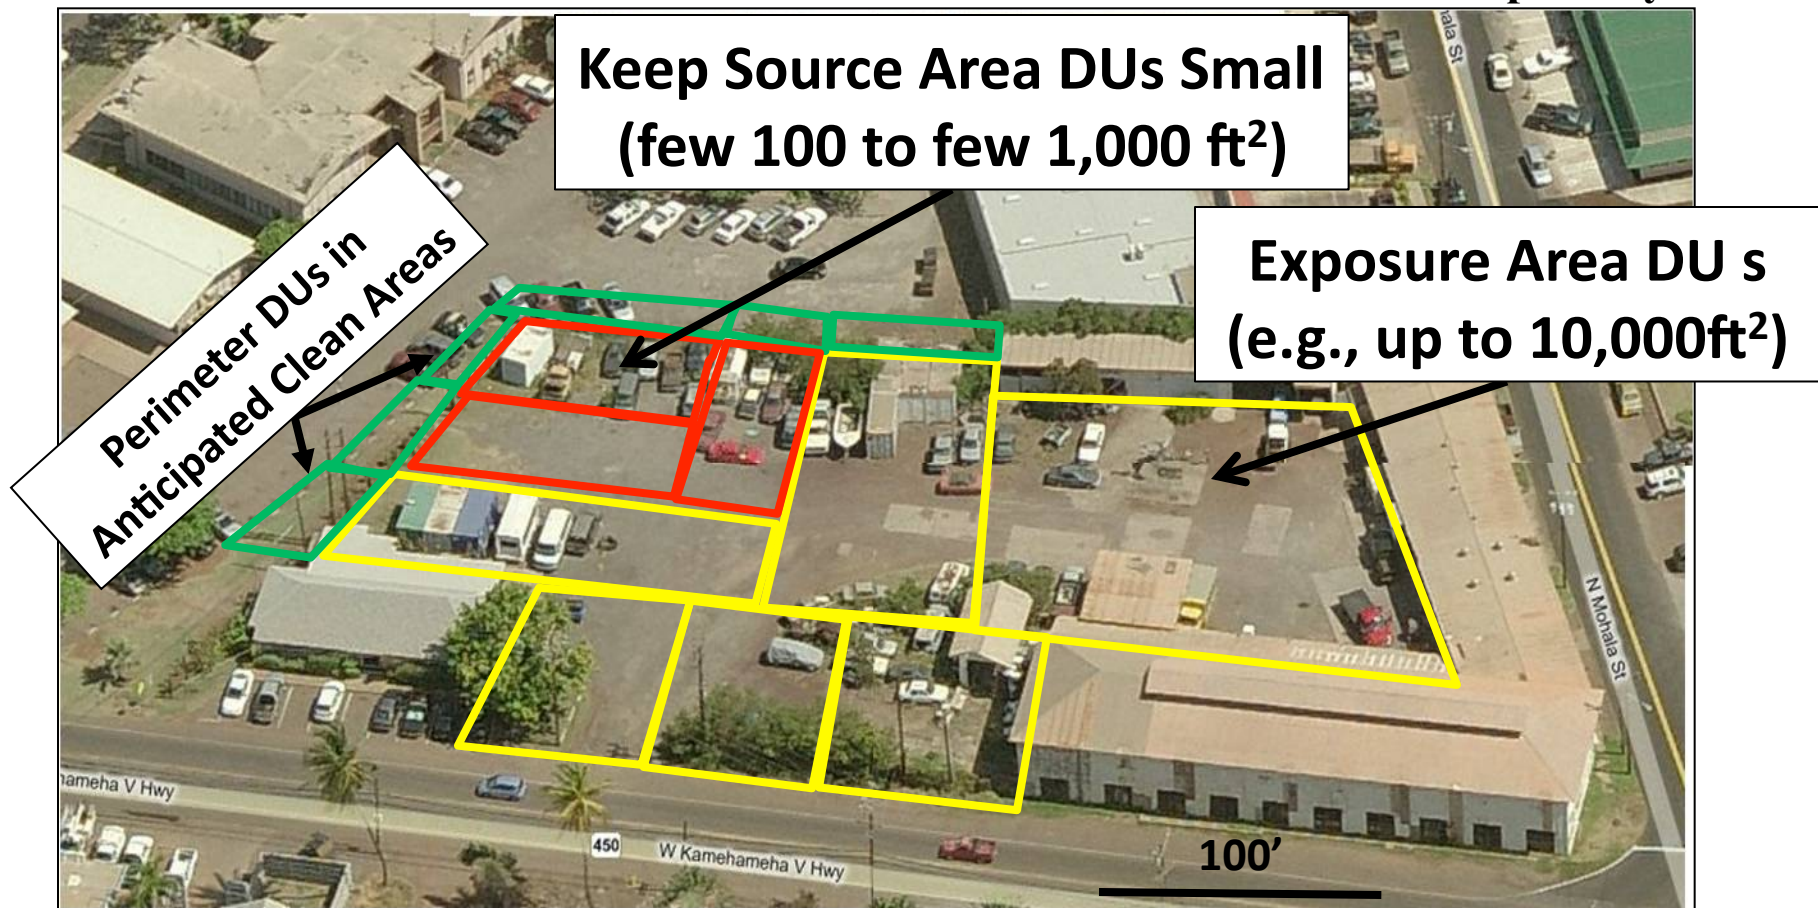 Keep Source Area DUs Small
(few 100 to few 1,000 ft²)
Exposure Area DU s
(e.g., up to 10,000ft²)
Perimeter DUs in
Anticipated Clean Areas
ala St
N Mohala St
hameha V Hwy
450
W Kamehameha V Hwy
100’